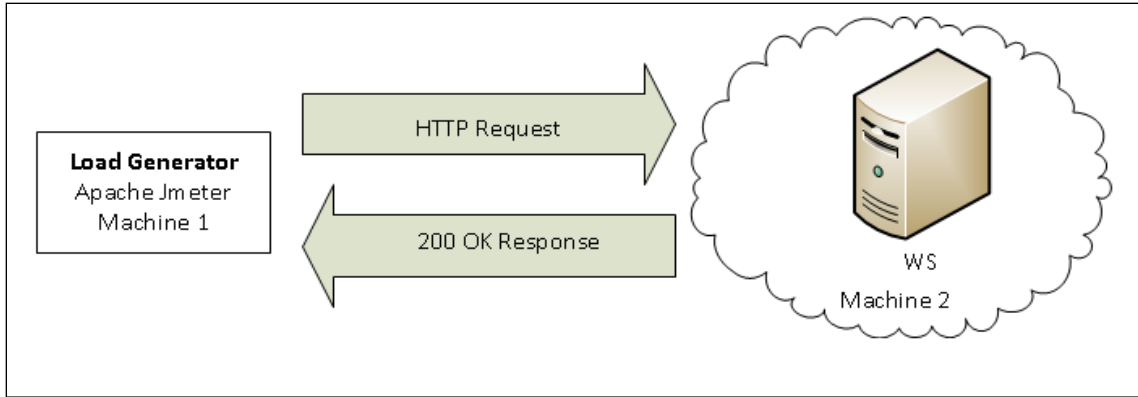 Load Generator
Apache Jmeter
Machine 1
HTTP Request
200 OK Response
WS
Machine 2